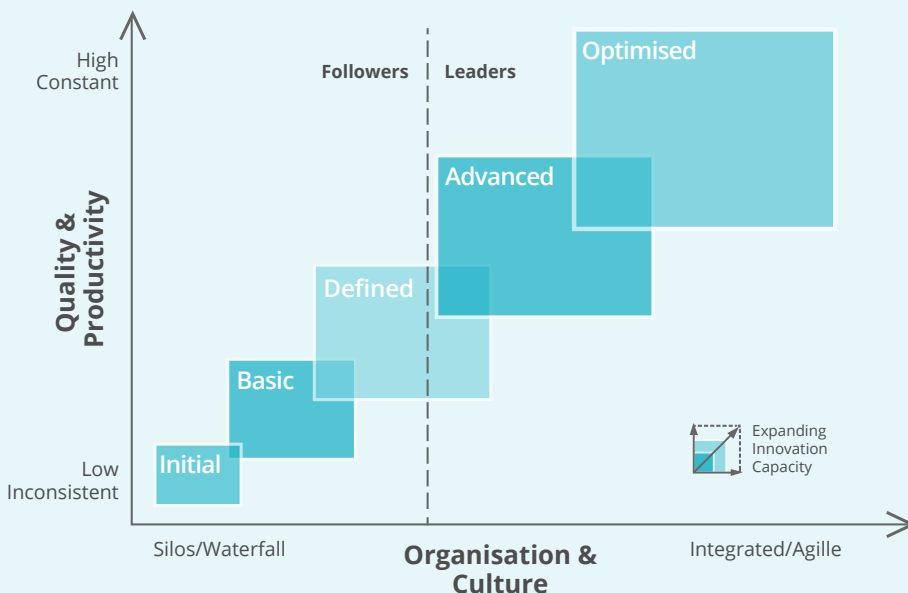 High
Constant
Followers
Leaders
Optimised
Advanced
Quality &
Productivity
Defined
Basic
Initial
Expanding
Innovation
Capacity
Low
Inconsistent
Silos/Waterfall
Organisation &
Culture
Integrated/Agille